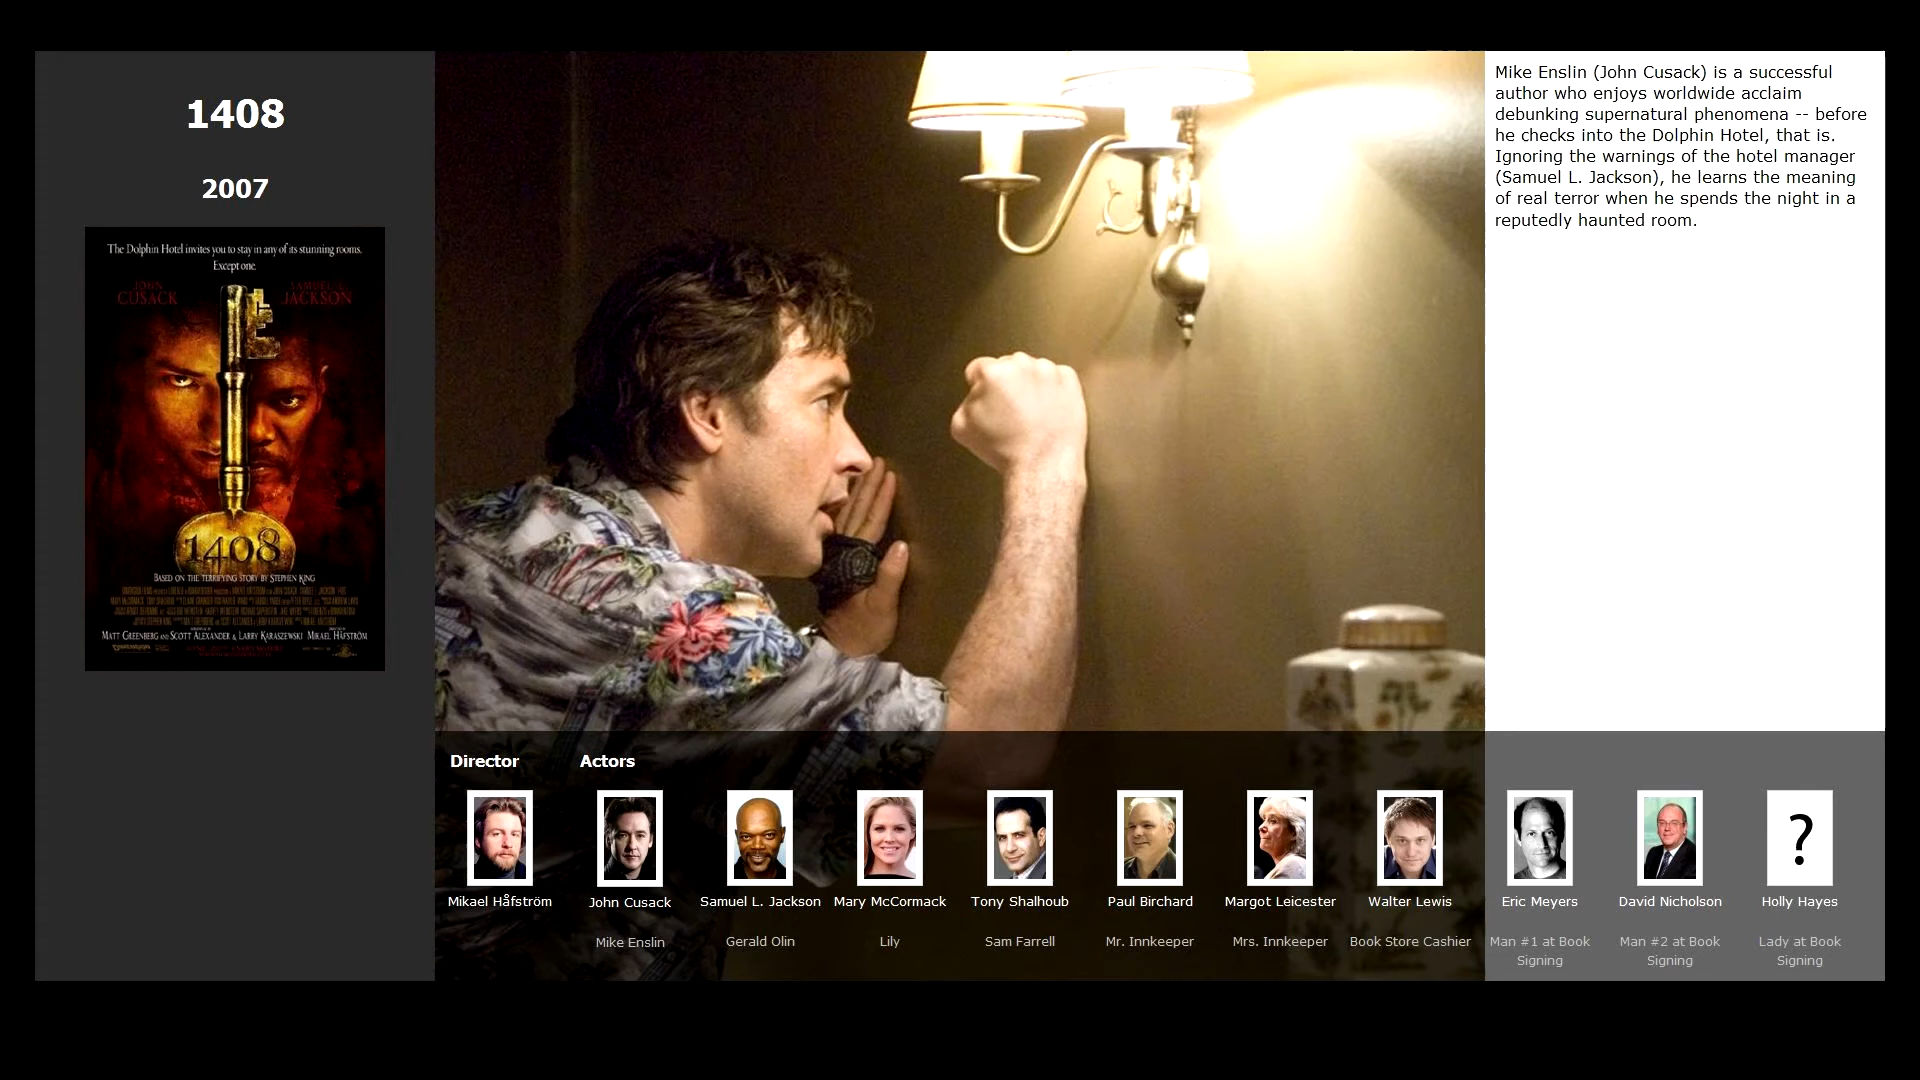 1408
2007
The Dolphin Hotel invites you to stay in any of its stunning rooms.
Except one.
JOHN
CUSACK
SAMUEL L.
JACKSON
1408
BASED ON THE TERRIFYING STORY BY STEPHEN KING
MATT GREENBERG AND SCOTT ALEXANDER & LARRY KARASZEWSKI MIKAEL HÅFSTRÖM
Mike Enslin (John Cusack) is a successful
author who enjoys worldwide acclaim
debunking supernatural phenomena -- before
he checks into the Dolphin Hotel, that is.
Ignoring the warnings of the hotel manager
(Samuel L. Jackson), he learns the meaning
of real terror when he spends the night in a
reputedly haunted room.
Director
Actors
Mikael Håfström
John Cusack
Samuel L. Jackson
Mary McCormack
Tony Shalhoub
Paul Birchard
Margot Leicester
Walter Lewis
Eric Meyers
David Nicholson
?
Holly Hayes
Mike Enslin
Gerald Olin
Lily
Sam Farrell
Mr. Innkeeper
Mrs. Innkeeper
Book Store Cashier
Man #1 at Book
Signing
Man #2 at Book
Signing
Lady at Book
Signing